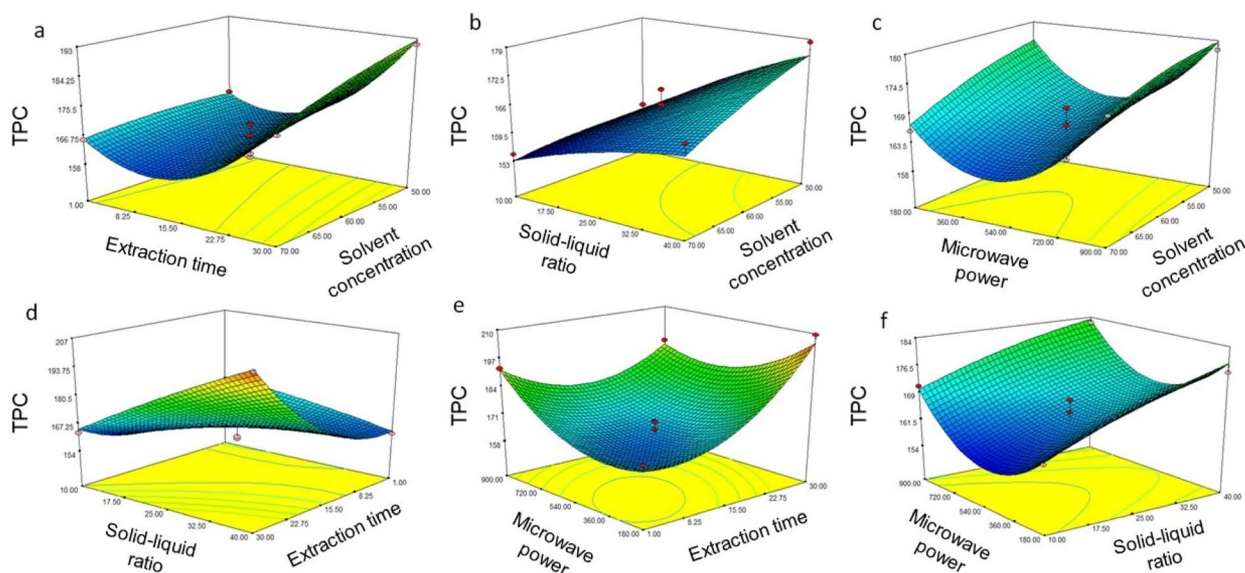 a
193
184.25
175.5
166.75
158
TPC
1.00
8.25
15.50
22.75
30.00
70.00
65.00
60.00
55.00
50.00
Extraction time
Solvent
concentration
b
179
172.5
166
159.5
153
TPC
10.00
17.50
25.00
32.50
40.00
70.00
65.00
60.00
55.00
50.00
Solid-liquid
ratio
Solvent
concentration
c
180
174.5
169
163.5
158
TPC
180.00
360.00
540.00
720.00
900.00
70.00
65.00
60.00
55.00
50.00
Microwave
power
Solvent
concentration
d
207
193.75
180.5
167.25
154
TPC
10.00
17.50
25.00
32.50
40.00
30.00
22.75
15.50
8.25
1.00
Solid-liquid
ratio
Extraction time
e
210
197
184
171
158
TPC
900.00
720.00
540.00
360.00
180.00
1.00
8.25
15.50
22.75
30.00
Microwave
power
Extraction time
f
184
176.5
169
161.5
154
TPC
900.00
720.00
540.00
360.00
180.00
10.00
17.50
25.00
32.50
40.00
Microwave
power
Solid-liquid
ratio